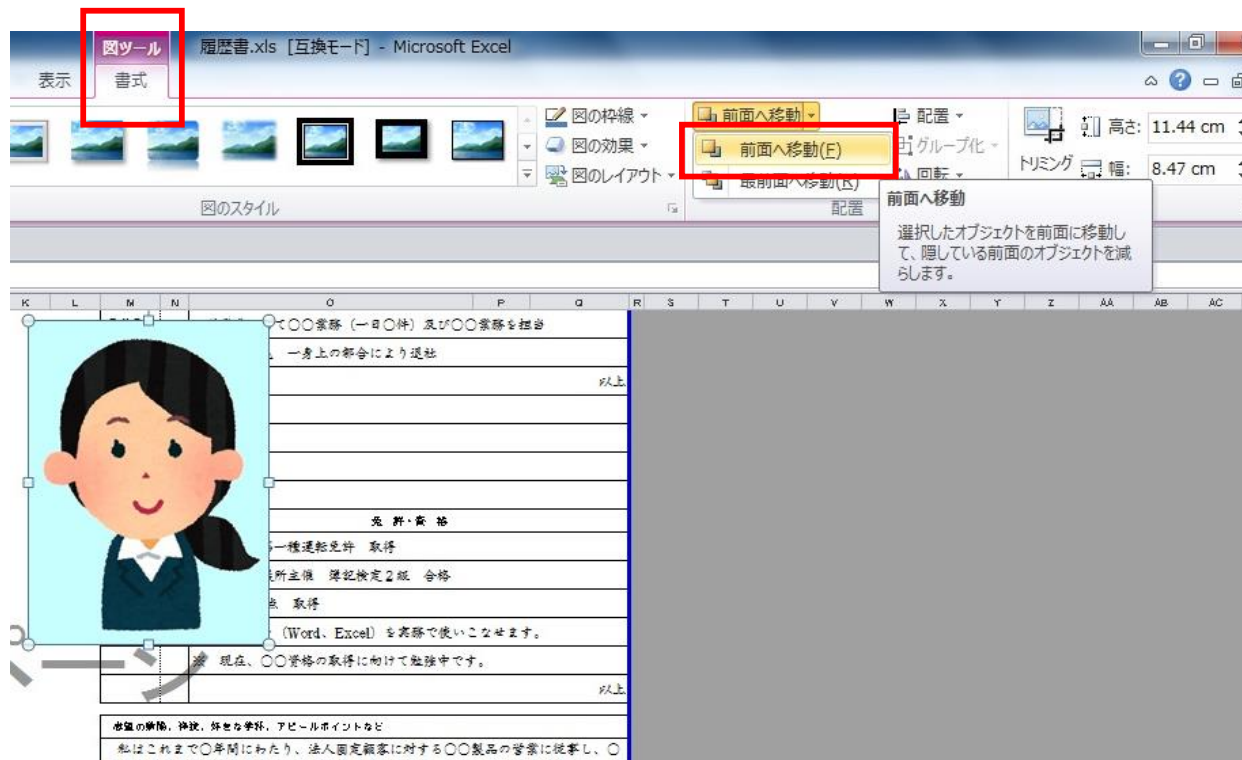 図ツール 履歴書.xls [互換モード] - Microsoft Excel
表示 書式
図の枠線 前面へ移動 配置
図の効果 前面へ移動(F) グループ化
図のレイアウト 最前面へ移動(R) 回転
トリミング 高さ: 11.44 cm
幅: 8.47 cm
図のスタイル 配置
前面へ移動
選択したオブジェクトを前面に移動し
て、隠している前面のオブジェクトを減
らします。
K L M N O P Q R S T U V W X Y Z AA AB AC
て〇〇業務（一日〇件）及び〇〇業務を担当
一身上の都合により退社
以上
免許・資格
一種運転免許 取得
所主催 簿記検定２級 合格
取得
（Word、Excel）を実務で使いこなせます。
※ 現在、〇〇資格の取得に向けて勉強中です。
以上
ページ
志望の動機、特技、好きな学科、アピールポイントなど
私はこれまで〇年間にわたり、法人固定顧客に対する〇〇製品の営業に従事し、〇